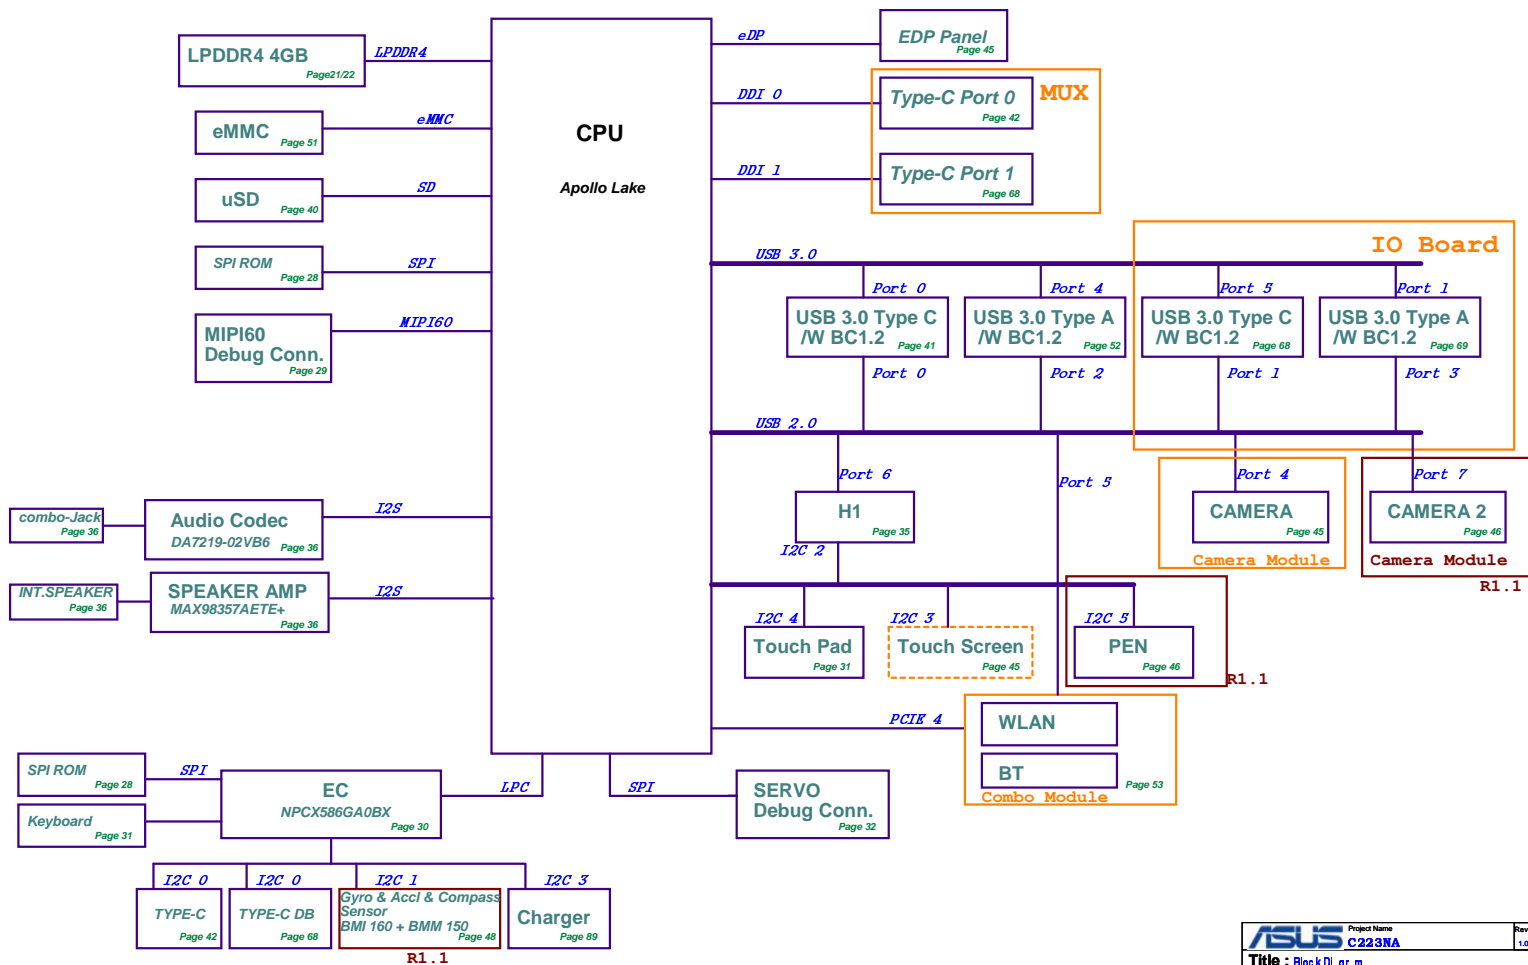 LPDDR4 4GB
Page21/22
LPDDR4
eMMC
Page 51
eMMC
uSD
Page 40
SD
SPI ROM
Page 28
SPI
MIPI60
Debug Conn.
Page 29
MIPI60
CPU
Apollo Lake
eDP
EDP Panel
Page 45
MUX
DDI 0
Type-C Port 0
Page 42
DDI 1
Type-C Port 1
Page 68
IO Board
USB 3.0
Port 0
Port 4
Port 5
Port 1
USB 3.0 Type C
/W BC1.2
Page 41
USB 3.0 Type A
/W BC1.2
Page 52
USB 3.0 Type C
/W BC1.2
Page 68
USB 3.0 Type A
/W BC1.2
Page 69
Port 0
Port 2
Port 1
Port 3
USB 2.0
Port 6
Port 5
Port 4
Port 7
H1
Page 35
CAMERA
Page 45
Camera Module
CAMERA 2
Page 46
Camera Module
R1.1
I2C 2
combo-Jack
Page 36
Audio Codec
DA7219-02VB6
Page 36
I2S
INT.SPEAKER
Page 36
SPEAKER AMP
MAX98357AETE+
Page 36
I2S
I2C 4
I2C 3
I2C 5
Touch Pad
Page 31
Touch Screen
Page 45
PEN
Page 46
R1.1
PCIE 4
WLAN
BT
Page 53
Combo Module
SPI ROM
Page 28
SPI
Keyboard
Page 31
EC
NPCX586GA0BX
Page 30
LPC
SPI
SERVO
Debug Conn.
Page 32
I2C 0
I2C 0
I2C 1
I2C 3
TYPE-C
Page 42
TYPE-C DB
Page 68
Gyro & Accl & Compass
Sensor
BMI 160 + BMM 150
Page 48
R1.1
Charger
Page 89
ASUS
Project Name
C223NA
Rev
1.0
Title :